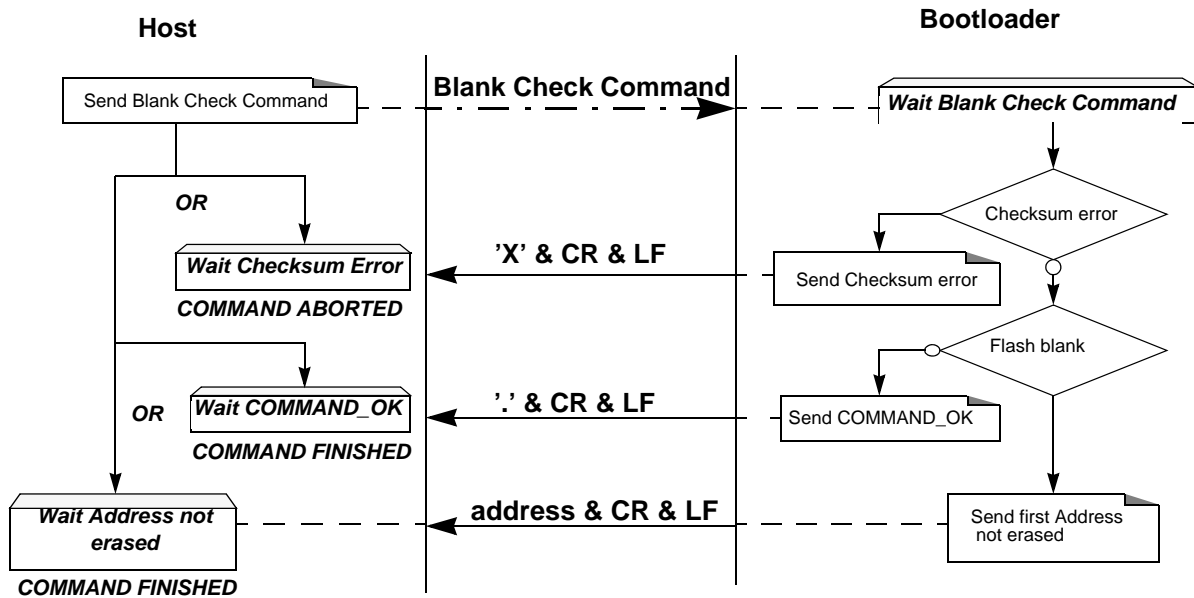 Host
Bootloader
Send Blank Check Command
Blank Check Command
Wait Blank Check Command
OR
Checksum error
Wait Checksum Error
'X' & CR & LF
Send Checksum error
COMMAND ABORTED
Flash blank
OR
Wait COMMAND_OK
'.' & CR & LF
Send COMMAND_OK
COMMAND FINISHED
Wait Address not
erased
address & CR & LF
Send first Address
not erased
COMMAND FINISHED